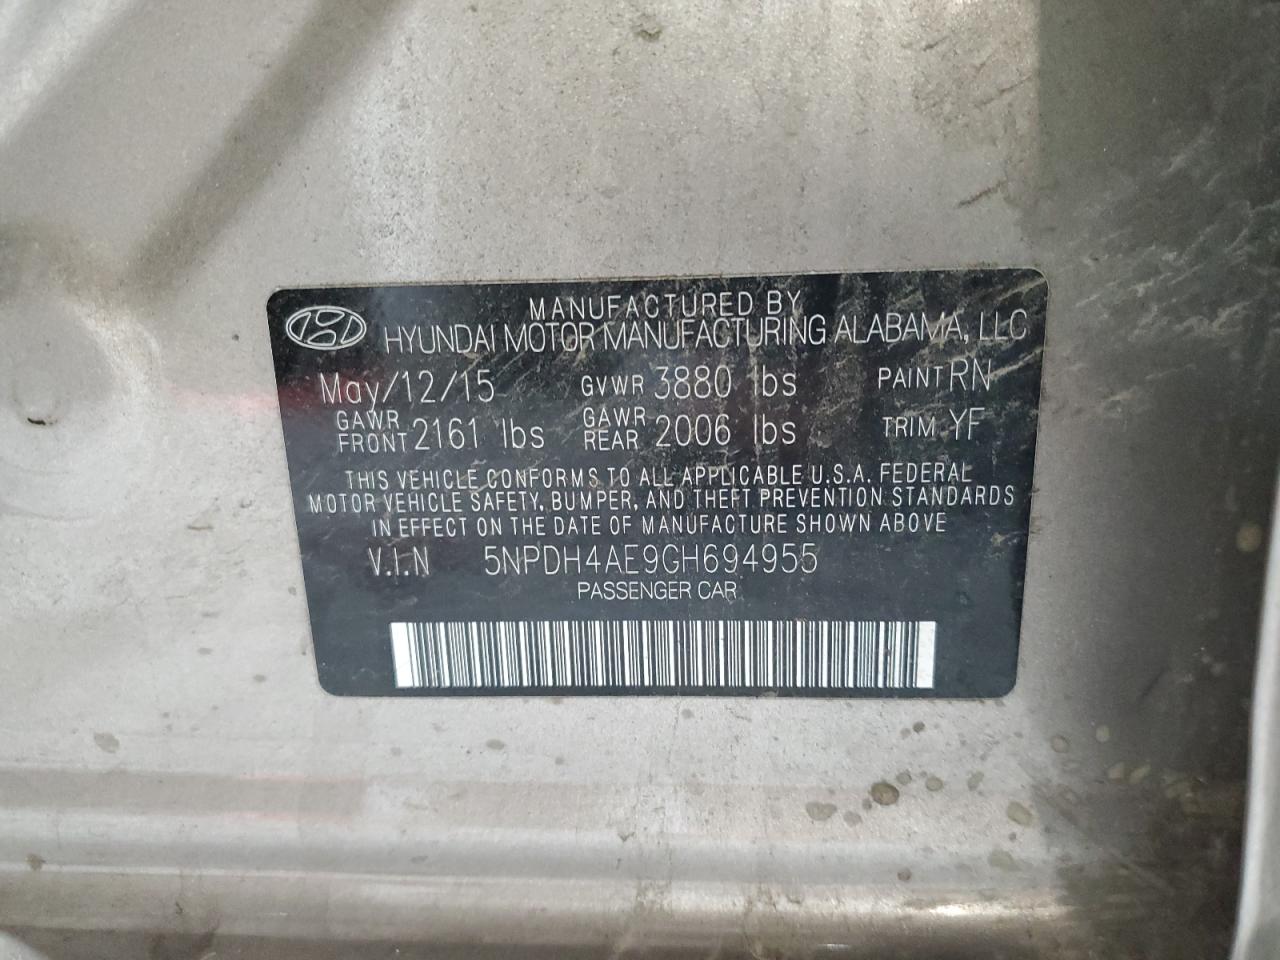 MANUFACTURED BY
HYUNDAI MOTOR MANUFACTURING ALABAMA, LLC
May/12/15 GVWR 3880 lbs PAINT RN
GAWR FRONT 2161 lbs GAWR REAR 2006 lbs TRIM YF
THIS VEHICLE CONFORMS TO ALL APPLICABLE U.S.A. FEDERAL
MOTOR VEHICLE SAFETY, BUMPER, AND THEFT PREVENTION STANDARDS
IN EFFECT ON THE DATE OF MANUFACTURE SHOWN ABOVE
V.I.N 5NPDH4AE9GH694955
PASSENGER CAR